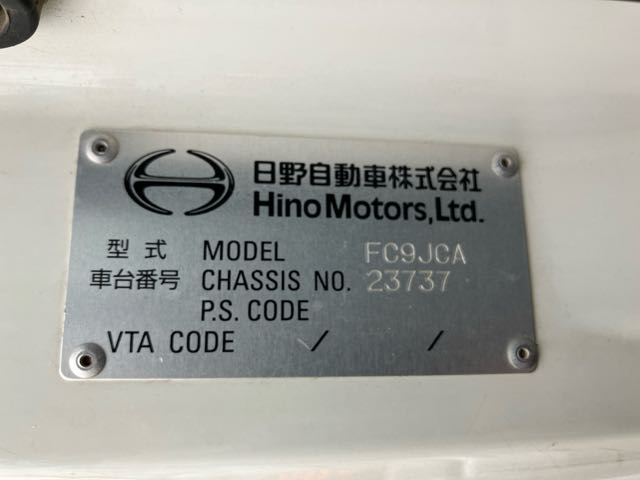 日野自動車株式会社
Hino Motors, Ltd.
型式 MODEL FC9JCA
車台番号 CHASSIS NO. 23737
P.S. CODE
VTA CODE / /